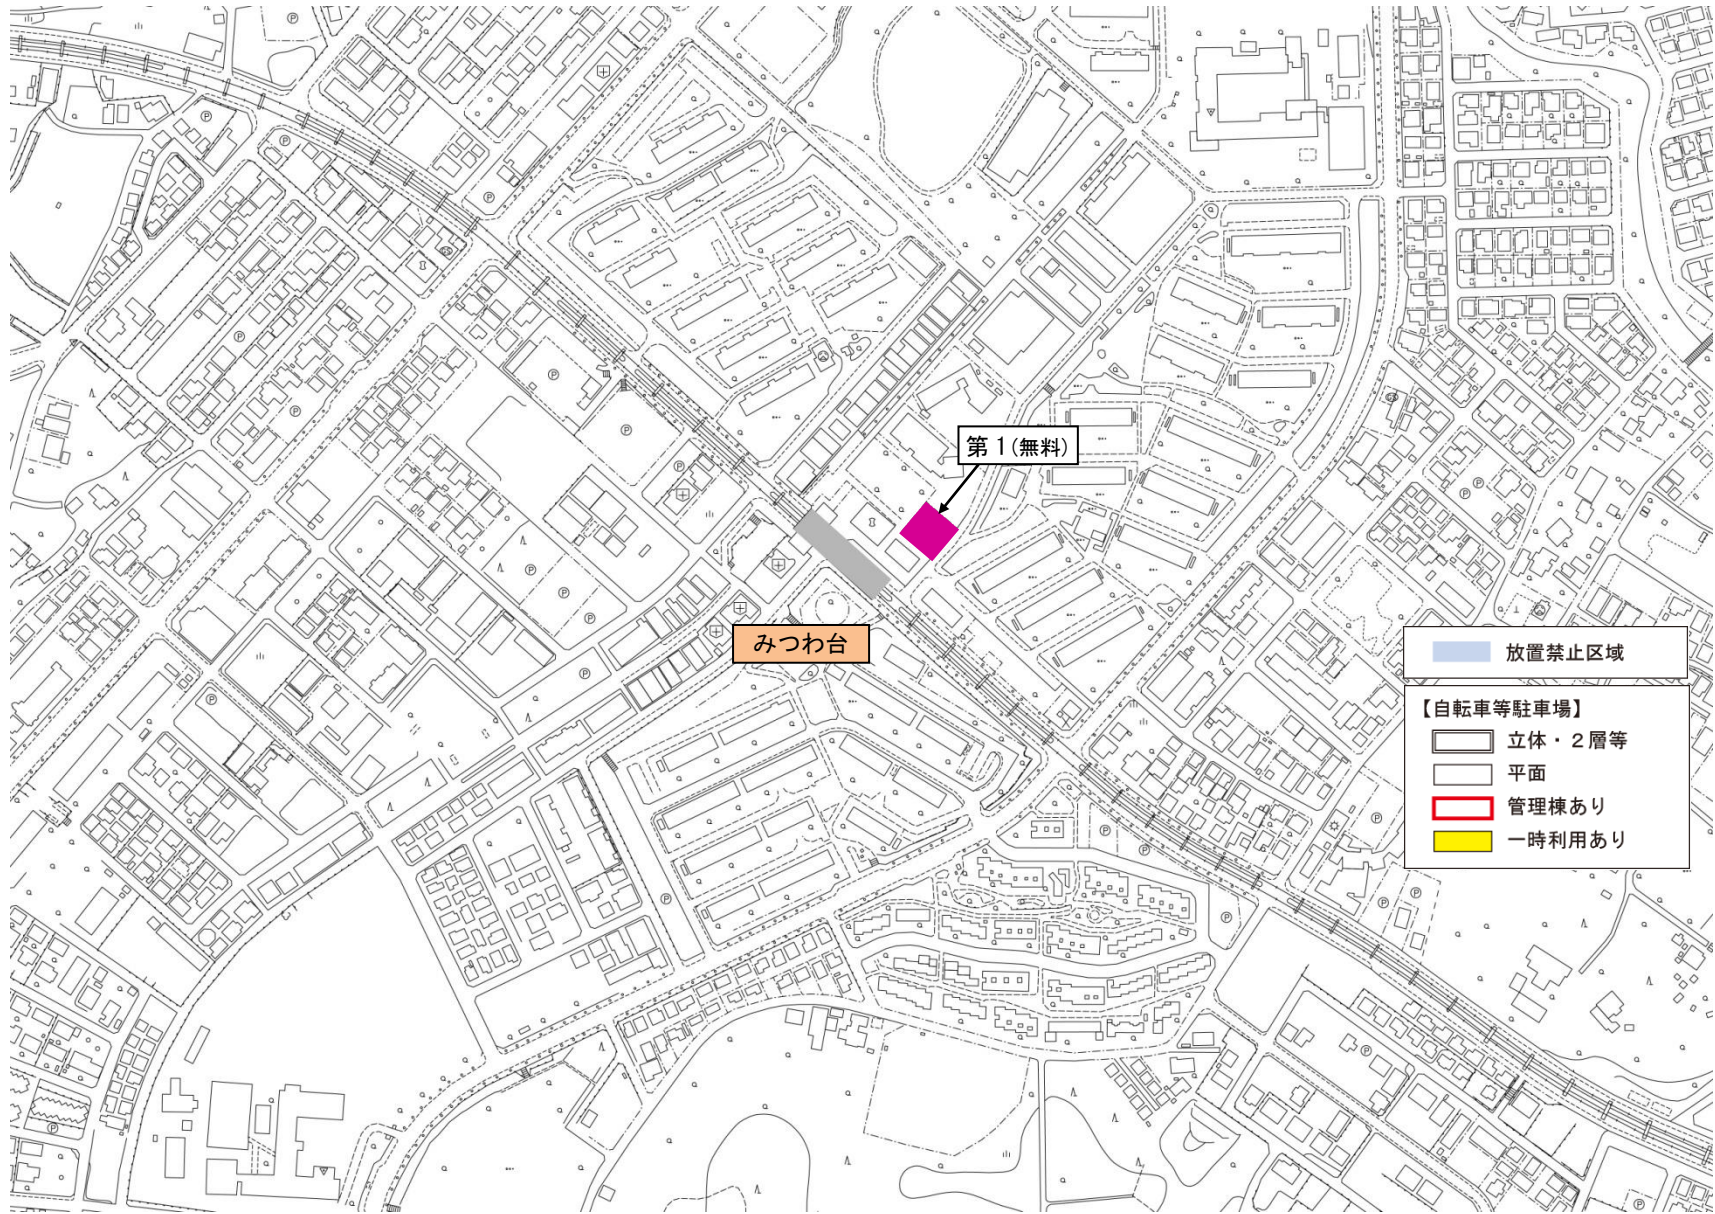 第1(無料)
みつわ台
放置禁止区域
【自転車等駐車場】
立体・2層等
平面
管理棟あり
一時利用あり